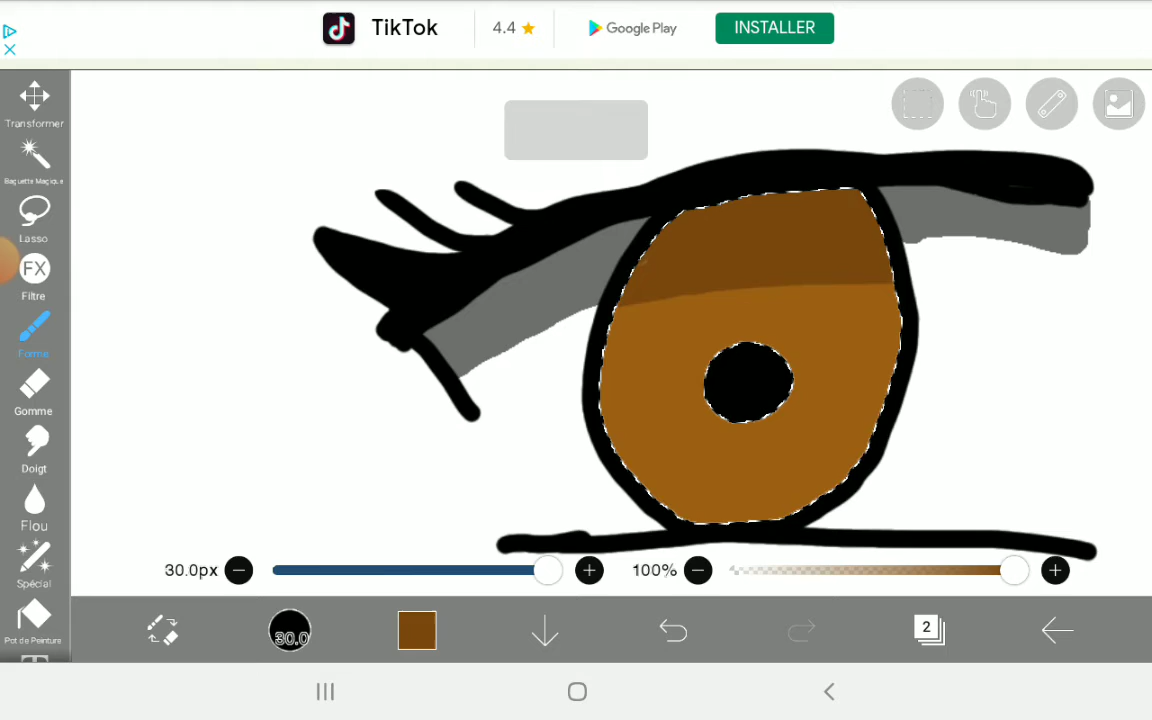 TikTok
4.4
Google Play
INSTALLER
Transformer
Baguette Magique
Lasso
FX
Filtre
Forme
Gomme
Doigt
Flou
Spécial
Pot de Peinture
30.0px
100%
30.0
2